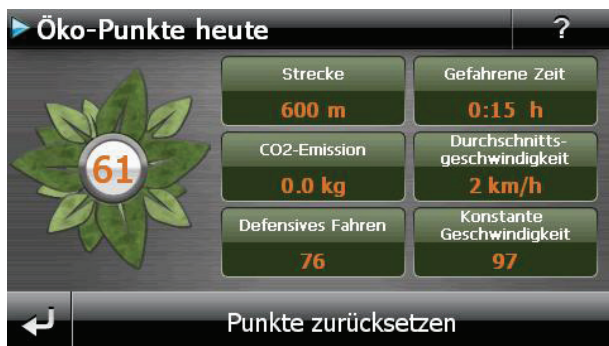 Öko-Punkte heute
?
Strecke
600 m
Gefahrene Zeit
0:15 h
61
CO2-Emission
0.0 kg
Durchschnitts-
geschwindigkeit
2 km/h
Defensives Fahren
76
Konstante
Geschwindigkeit
97
Punkte zurücksetzen